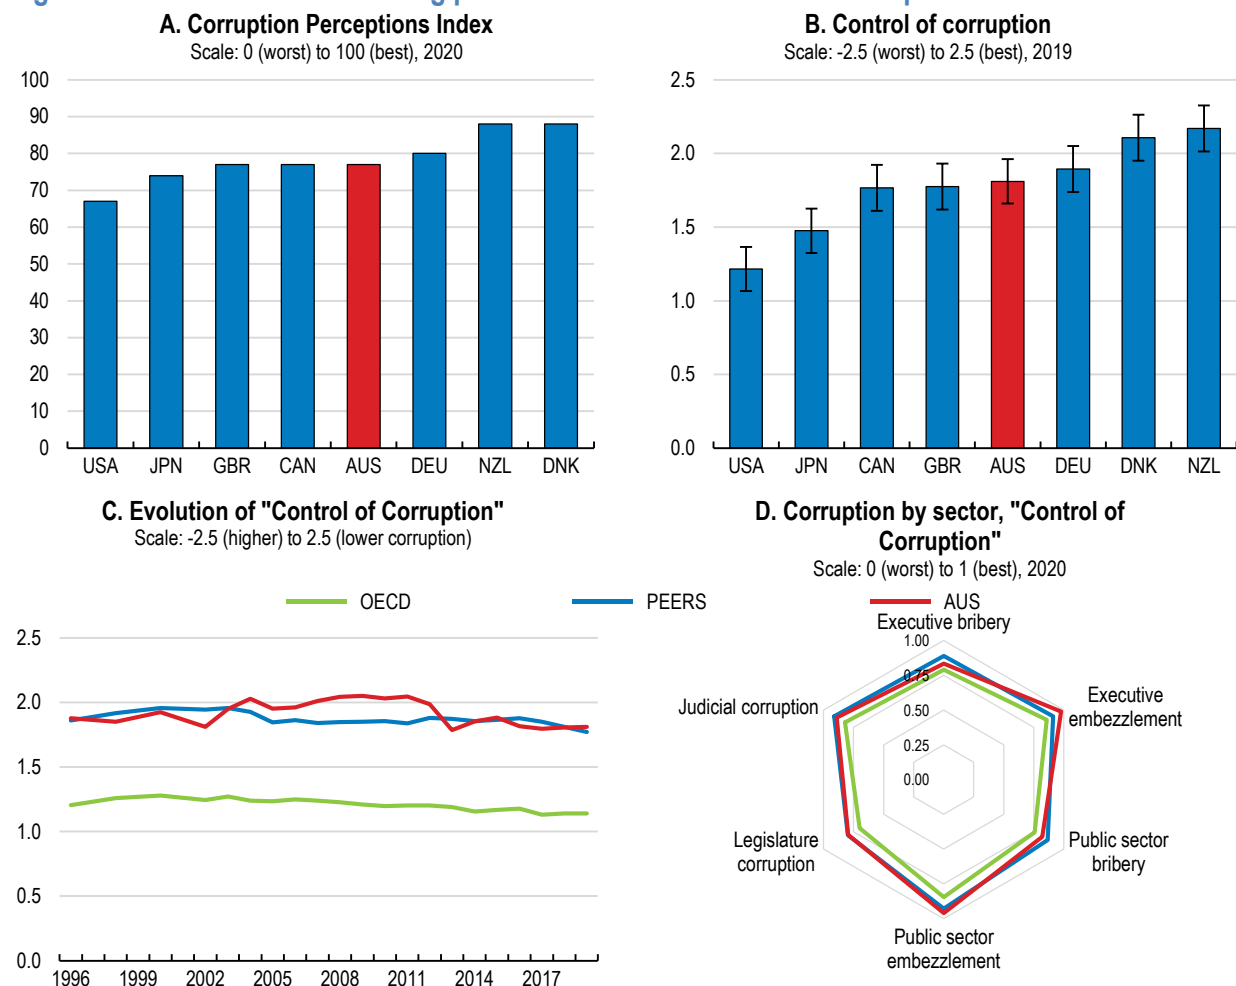 A. Corruption Perceptions Index
Scale: 0 (worst) to 100 (best), 2020
100
90
80
70
60
50
40
30
20
10
0
USA JPN GBR CAN AUS DEU NZL DNK
B. Control of corruption
Scale: -2.5 (worst) to 2.5 (best), 2019
2.5
2.0
1.5
1.0
0.5
0.0
USA JPN CAN GBR AUS DEU DNK NZL
C. Evolution of "Control of Corruption"
Scale: -2.5 (higher) to 2.5 (lower corruption)
D. Corruption by sector, "Control of
Corruption"
Scale: 0 (worst) to 1 (best), 2020
OECD PEERS AUS
2.5
2.0
1.5
1.0
0.5
0.0
1996 1999 2002 2005 2008 2011 2014 2017
Executive bribery
1.00
0.75
0.50
0.25
0.00
Executive
embezzlement
Public sector
bribery
Public sector
embezzlement
Legislature
corruption
Judicial corruption